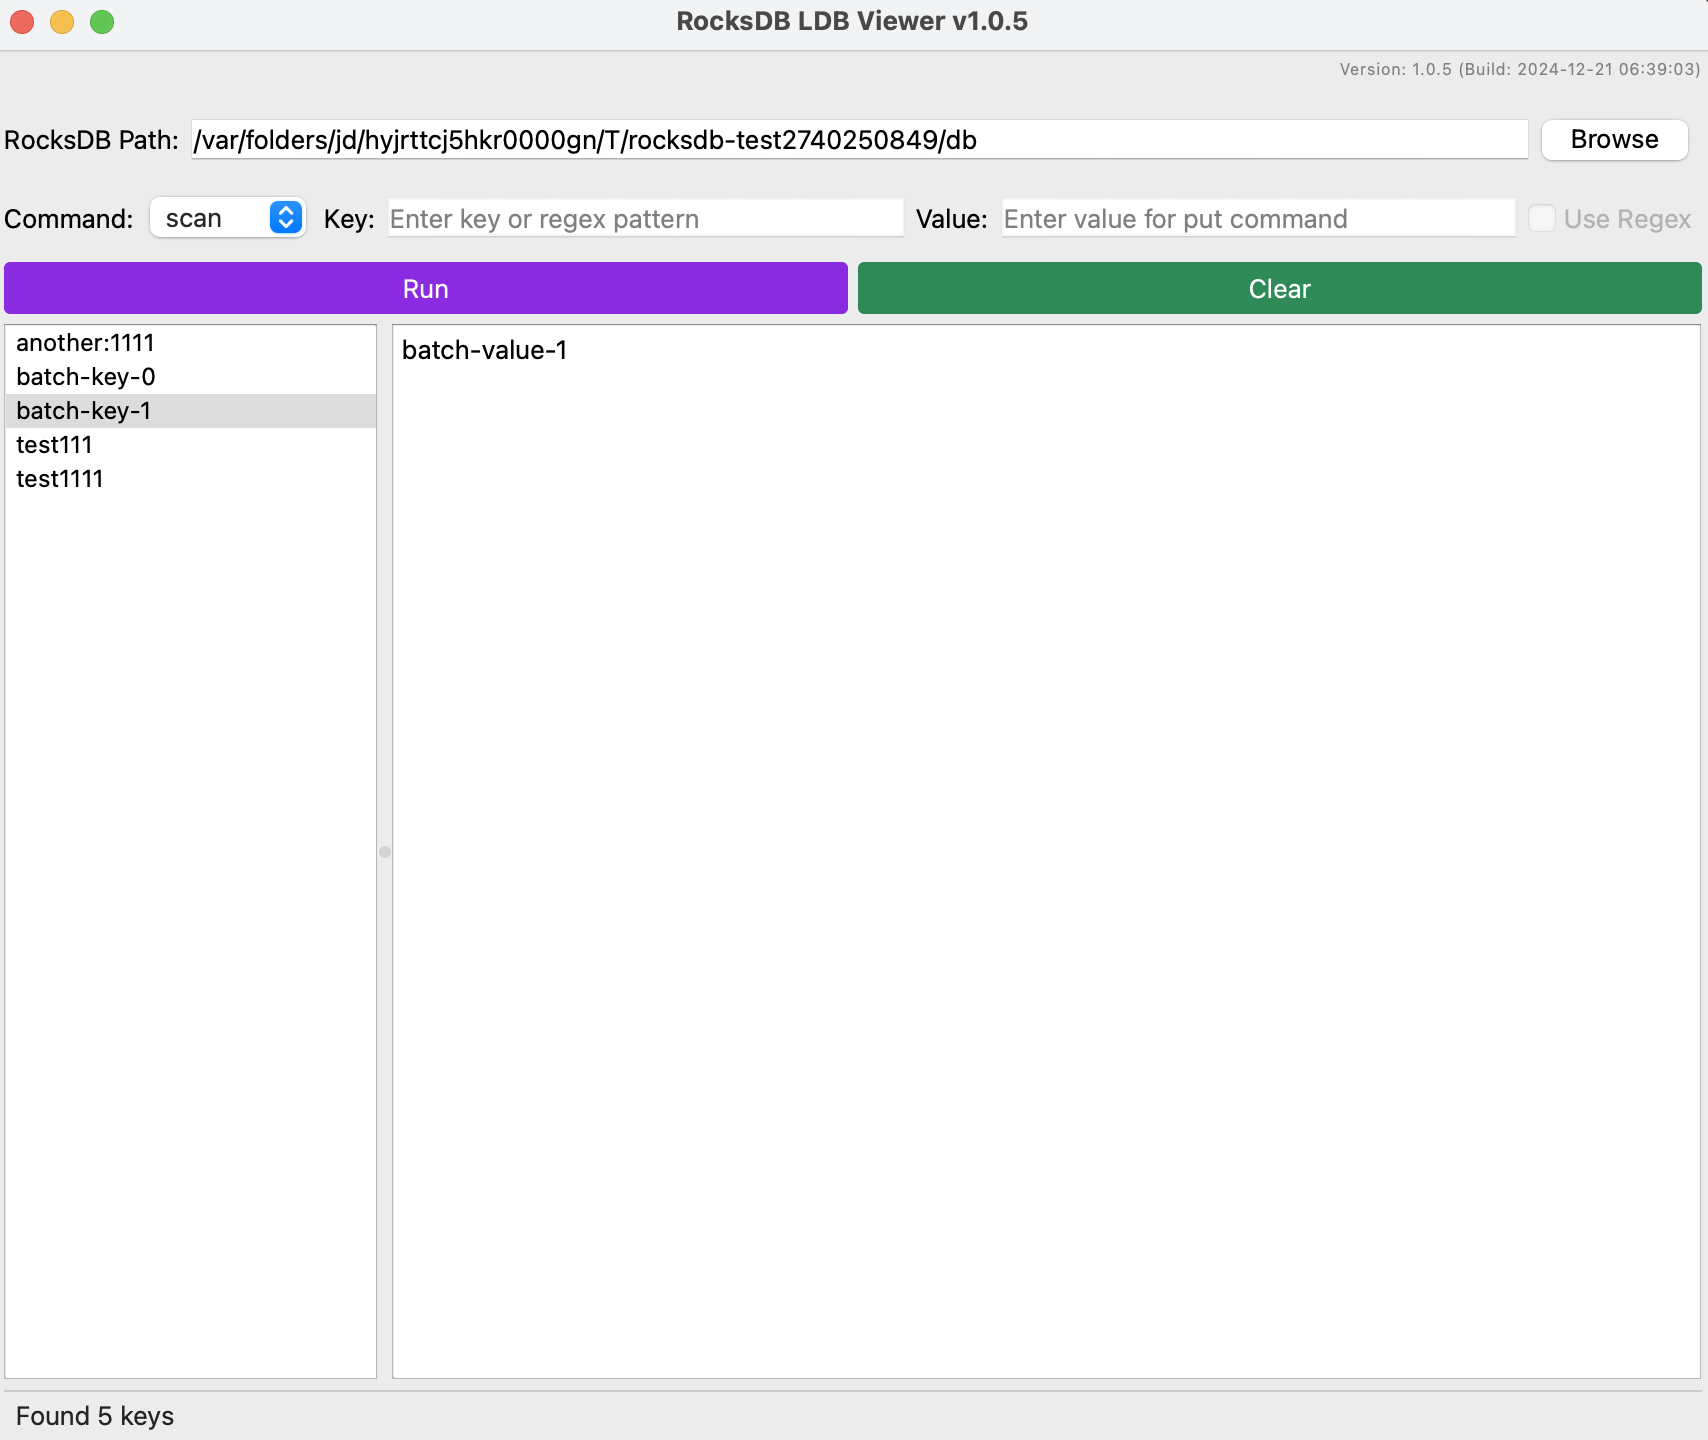 RocksDB LDB Viewer v1.0.5
Version: 1.0.5 (Build: 2024-12-21 06:39:03)
RocksDB Path: /var/folders/jd/hyjrttcj5hkr0000gn/T/rocksdb-test2740250849/db Browse
Command: scan Key: Enter key or regex pattern Value: Enter value for put command Use Regex
Run Clear
another:1111
batch-key-0
batch-key-1
test111
test1111
batch-value-1
Found 5 keys